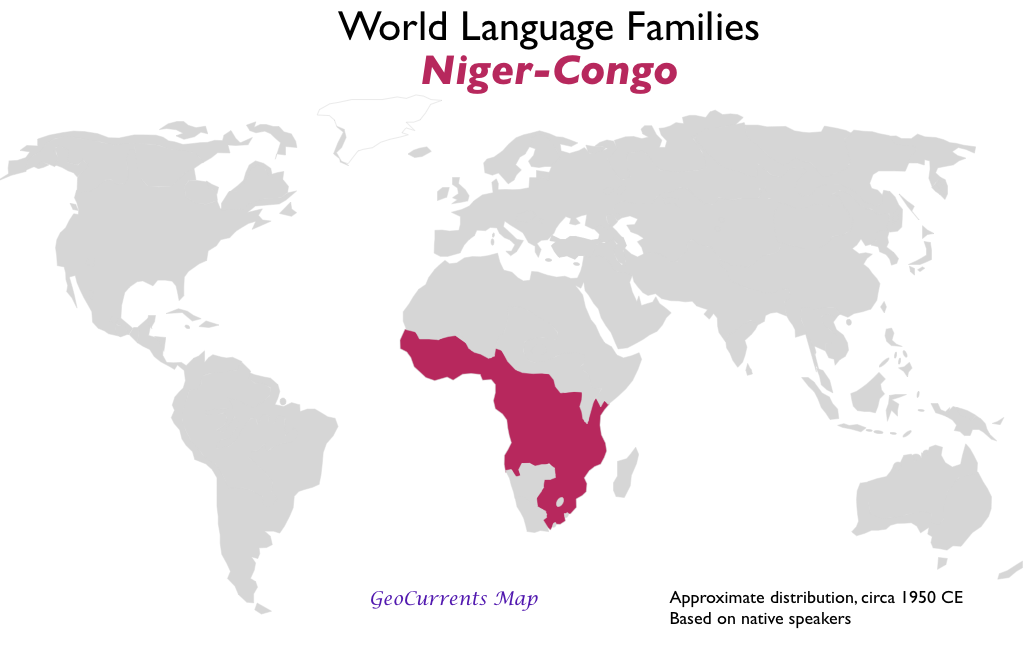 World Language Families
Niger-Congo
GeoCurrents Map
Approximate distribution, circa 1950 CE
Based on native speakers